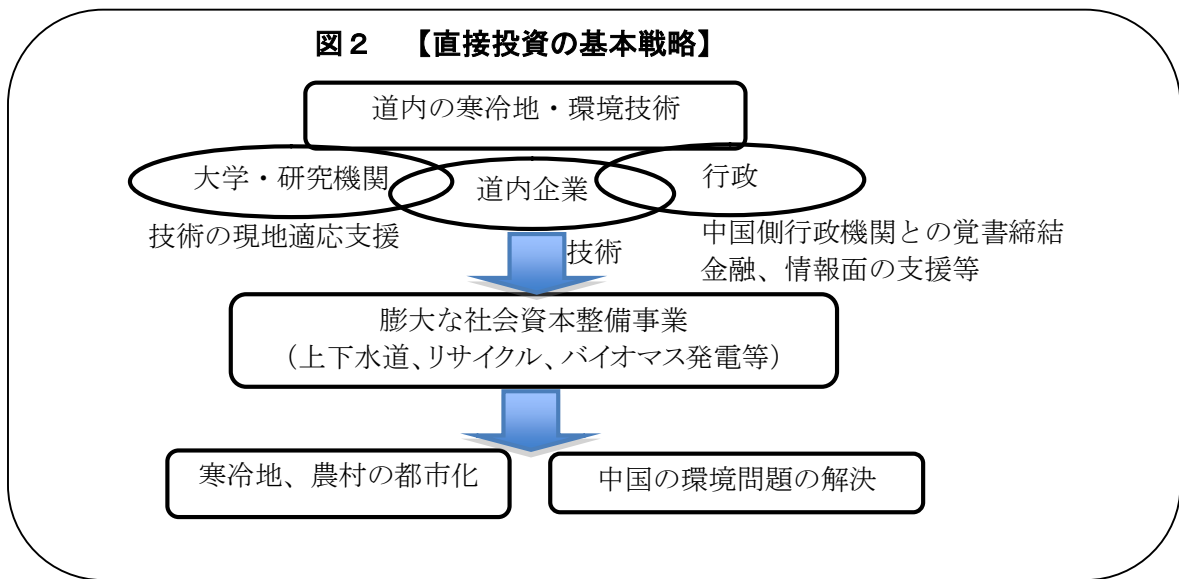 図２　【直接投資の基本戦略】
道内の寒冷地・環境技術
大学・研究機関
道内企業
行政
技術の現地適応支援
技術
中国側行政機関との覚書締結
金融、情報面の支援等
膨大な社会資本整備事業
（上下水道、リサイクル、バイオマス発電等）
寒冷地、農村の都市化
中国の環境問題の解決